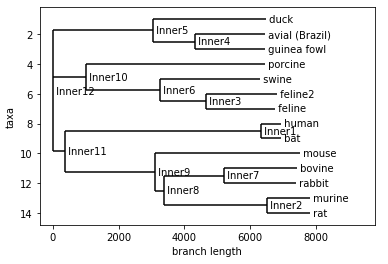 duck
Inner5
avial (Brazil)
Inner4
guinea fowl
porcine
Inner10
swine
Inner12
Inner6
feline2
Inner3
feline
human
Inner1
bat
mouse
Inner11
bovine
Inner9
Inner7
rabbit
Inner8
murine
Inner2
rat
2
4
6
8
10
12
14
taxa
0 2000 4000 6000 8000
branch length